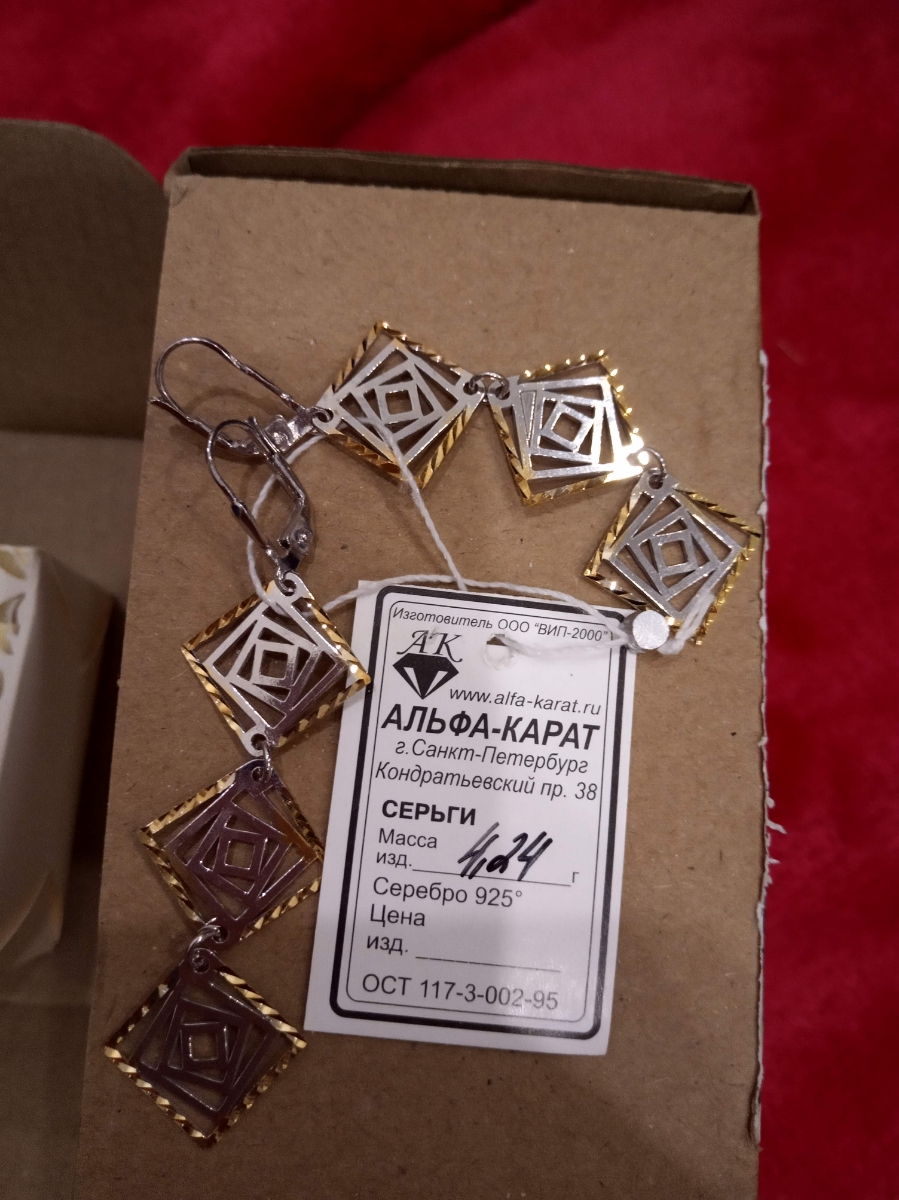 Изготовитель ООО "ВИП-2000"
АК
www.alfa-karat.ru
АЛЬФА-КАРАТ
г.Санкт-Петербург
Кондратьевский пр. 38
СЕРЬГИ
Масса
изд. 4,24 г
Серебро 925°
Цена
изд.
ОСТ 117-3-002-95